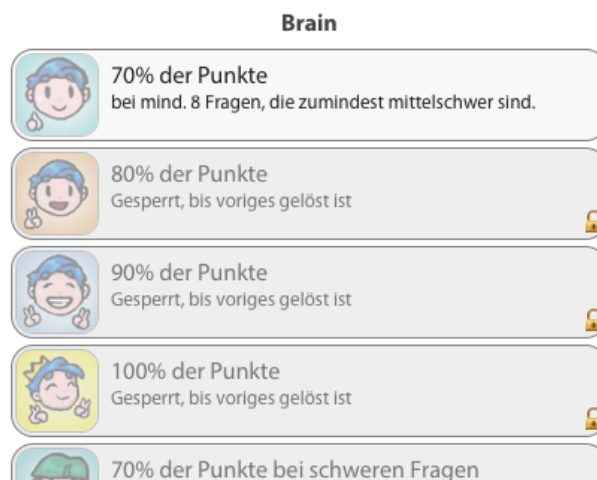 Brain
70% der Punkte
bei mind. 8 Fragen, die zumindest mittelschwer sind.
80% der Punkte
Gesperrt, bis voriges gelöst ist
90% der Punkte
Gesperrt, bis voriges gelöst ist
100% der Punkte
Gesperrt, bis voriges gelöst ist
70% der Punkte bei schweren Fragen